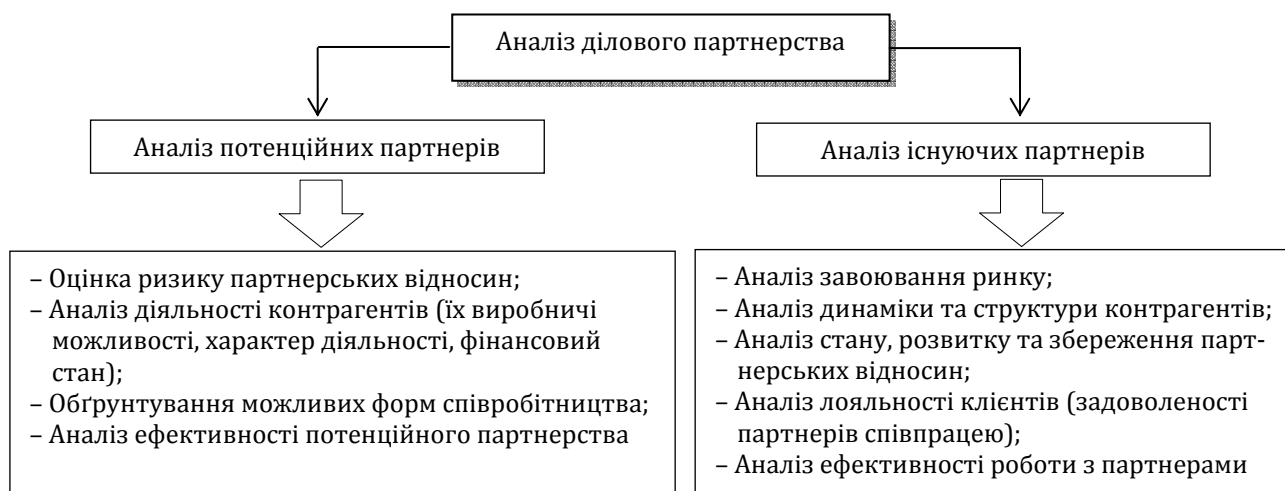 Аналіз ділового партнерства
Аналіз потенційних партнерів
Аналіз існуючих партнерів
– Оцінка ризику партнерських відносин;
– Аналіз діяльності контрагентів (їх виробничі
можливості, характер діяльності, фінансовий
стан);
– Обґрунтування можливих форм співробітництва;
– Аналіз ефективності потенційного партнерства
– Аналіз завоювання ринку;
– Аналіз динаміки та структури контрагентів;
– Аналіз стану, розвитку та збереження парт-
нерських відносин;
– Аналіз лояльності клієнтів (задоволеності
партнерів співпрацею);
– Аналіз ефективності роботи з партнерами